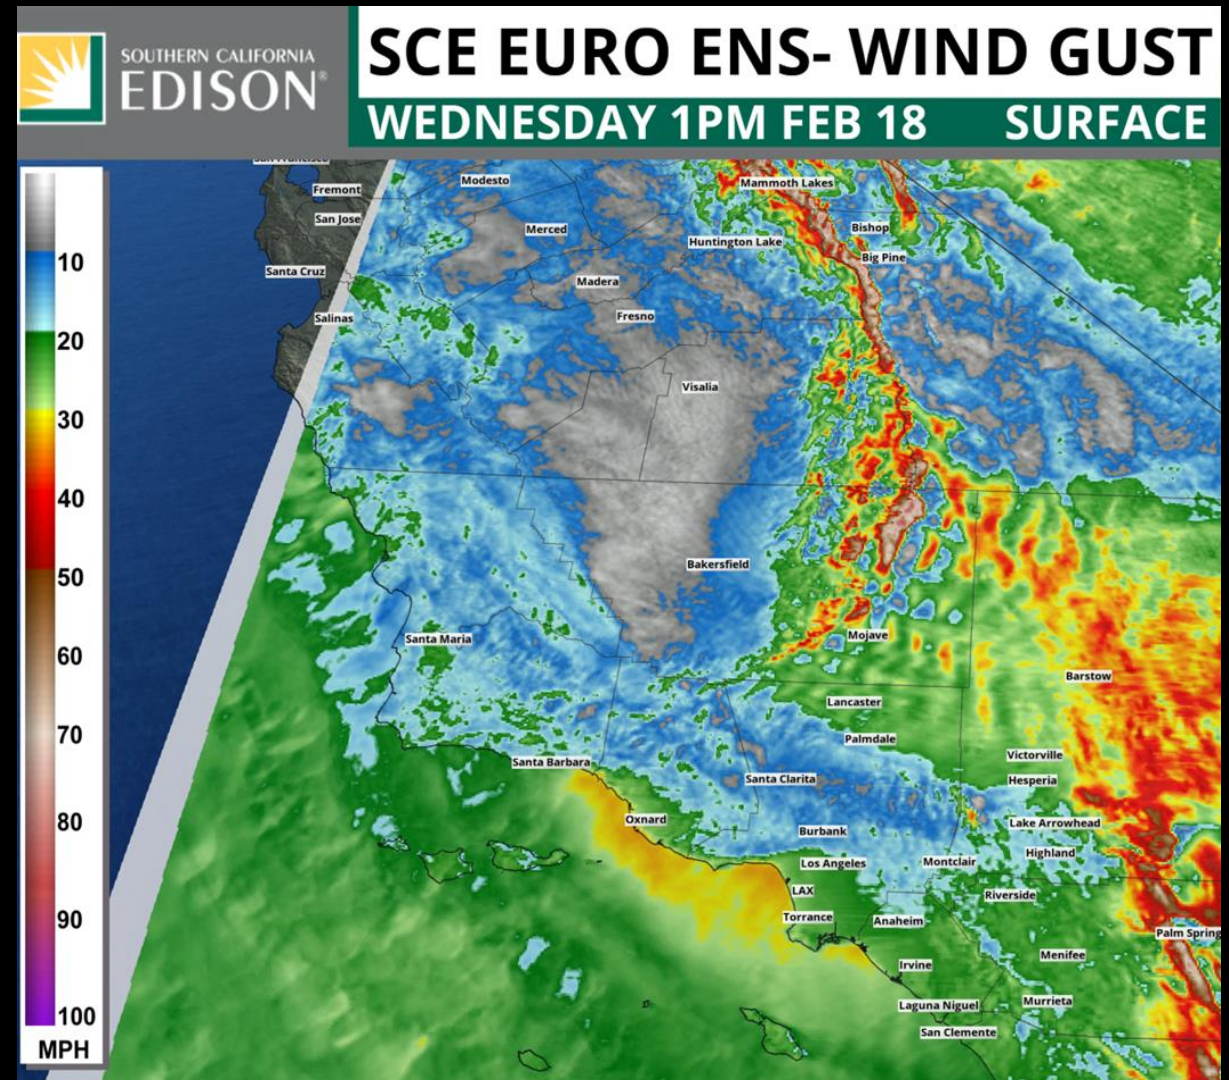 SOUTHERN CALIFORNIA
EDISON®
SCE EURO ENS- WIND GUST
WEDNESDAY 1PM FEB 18 SURFACE
10
20
30
40
50
60
70
80
90
100
MPH
San Francisco
Fremont
Modesto
Mammoth Lakes
San Jose
Merced
Bishop
Huntington Lake
Big Pine
Santa Cruz
Madera
Salinas
Fresno
Visalia
Bakersfield
Santa Maria
Mojave
Barstow
Lancaster
Palmdale
Victorville
Santa Barbara
Santa Clarita
Hesperia
Oxnard
Burbank
Lake Arrowhead
Los Angeles
Montclair
Highland
LAX
Riverside
Torrance
Anaheim
Palm Spring
Irvine
Menifee
Laguna Niguel
Murrieta
San Clemente